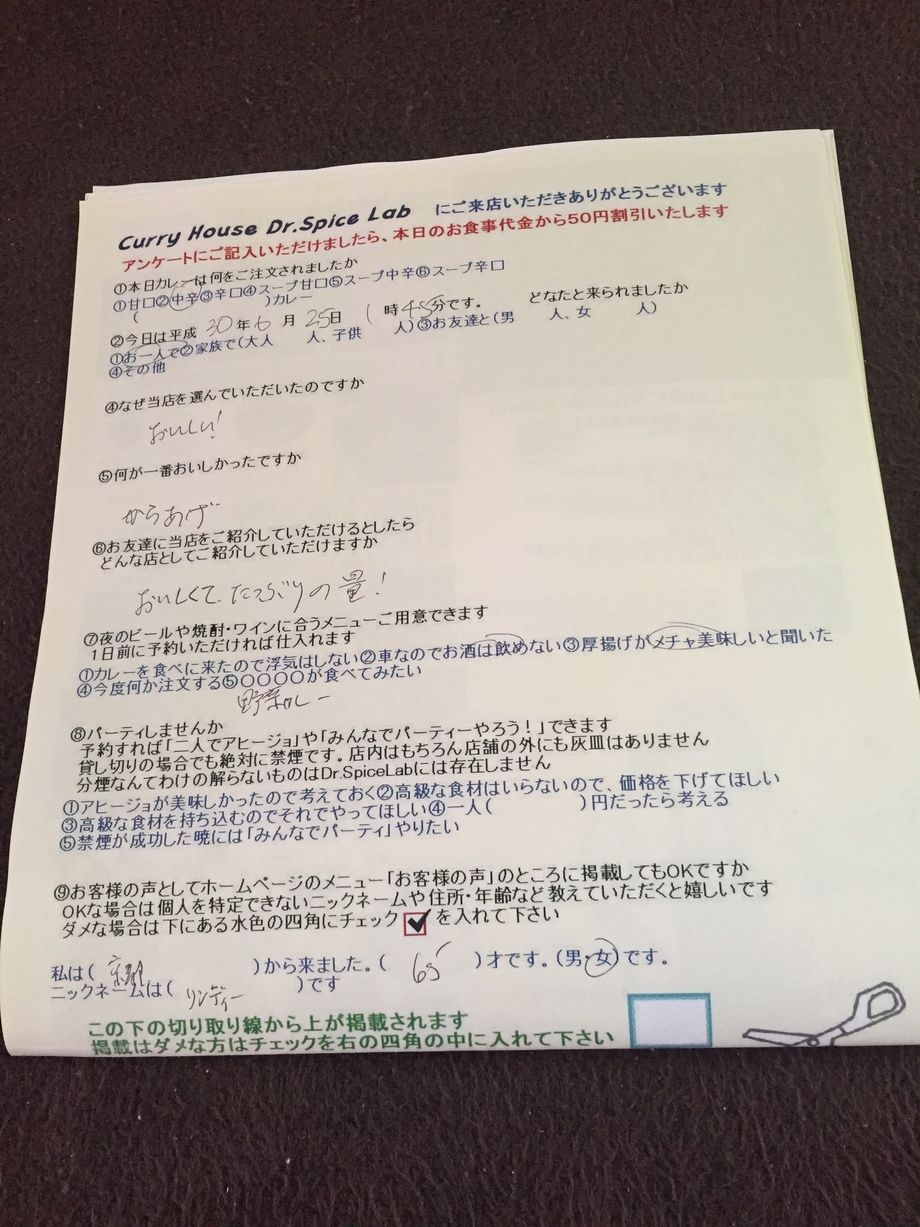 Curry House Dr.Spice Lab にご来店いただきありがとうございます
アンケートにご記入いただけましたら、本日のお食事代金から50円割引いたします
①本日カレーは何をご注文されましたか
①甘口②中辛③辛口④スープ甘口⑤スープ中辛⑥スープ辛口
( )カレー
②今日は平成 30年 6 月 25日 1 時 45分です。 どなたと来られましたか
①お一人で②家族で(大人 人、子供 人)③お友達と(男 人、女 人)
④その他
④なぜ当店を選んでいただいたのですか
おいしい!
⑤何が一番おいしかったですか
からあげ
⑥お友達に当店をご紹介していただけるとしたら
どんな店としてご紹介していただけますか
おいしくて、たっぷりの量!
⑦夜のビールや焼酎・ワインに合うメニューご用意できます
1日前に予約いただければ仕入れます
①カレーを食べに来たので浮気はしない②車なのでお酒は飲めない③厚揚げがメチャ美味しいと聞いた
④今度何か注文する⑤〇〇〇〇が食べてみたい
野菜カレー
⑧パーティしませんか
予約すれば「二人でアヒージョ」や「みんなでパーティーやろう!」できます
貸し切りの場合でも絶対に禁煙です。店内はもちろん店舗の外にも灰皿はありません
分煙なんてわけの解らないものはDr.SpiceLabには存在しません
①アヒージョが美味しかったので考えておく②高級な食材はいらないので、価格を下げてほしい
③高級な食材を持ち込むのでそれでやってほしい④一人( )円だったら考える
⑤禁煙が成功した暁には「みんなでパーティ」やりたい
⑨お客様の声としてホームページのメニュー「お客様の声」のところに掲載してもOKですか
OKな場合は個人を特定できないニックネームや住所・年齢など教えていただくと嬉しいです
ダメな場合は下にある水色の四角にチェック を入れて下さい
私は( )から来ました。( 65 )才です。(男・女)です。
ニックネームは( リンディー )です
この下の切り取り線から上が掲載されます
掲載はダメな方はチェックを右の四角の中に入れて下さい